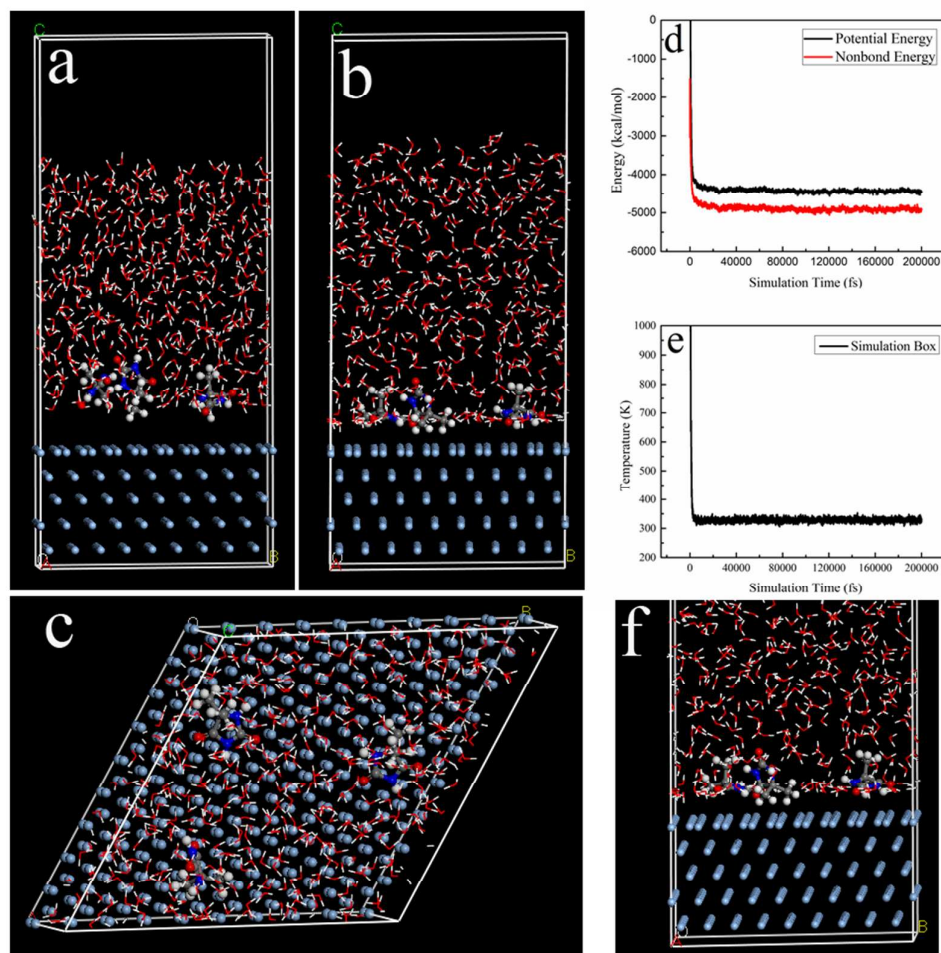 C
a
O
A
B
C
b
O
A
B
d
Potential Energy
Nonbond Energy
0
-1000
-2000
-3000
-4000
-5000
-6000
Energy (kcal/mol)
0 40000 80000 120000 160000 200000
Simulation Time (fs)
e
Simulation Box
1000
900
800
700
600
500
400
300
200
Temperature (K)
0 40000 80000 120000 160000 200000
Simulation Time (fs)
c
O
C
B
f
O
A
B